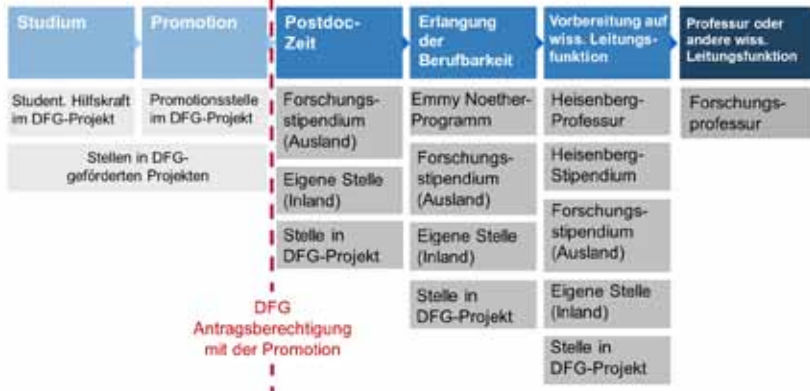 Studium
Promotion
Postdoc-
Zeit
Erlangung
der
Berufbarkeit
Vorbereitung auf
wiss. Leitungs-
funktion
Professur oder
andere wiss.
Leitungsfunktion
Student. Hilfskraft
im DFG-Projekt
Promotionsstelle
im DFG-Projekt
Stellen in DFG-
geförderten Projekten
Forschungs-
stipendium
(Ausland)
Eigene Stelle
(Inland)
Stelle in
DFG-Projekt
Emmy Noether-
Programm
Forschungs-
stipendium
(Ausland)
Eigene Stelle
(Inland)
Stelle in
DFG-Projekt
Heisenberg-
Professur
Heisenberg-
Stipendium
Forschungs-
stipendium
(Ausland)
Eigene Stelle
(Inland)
Stelle in
DFG-Projekt
Forschungs-
professur
DFG
Antragsberechtigung
mit der Promotion